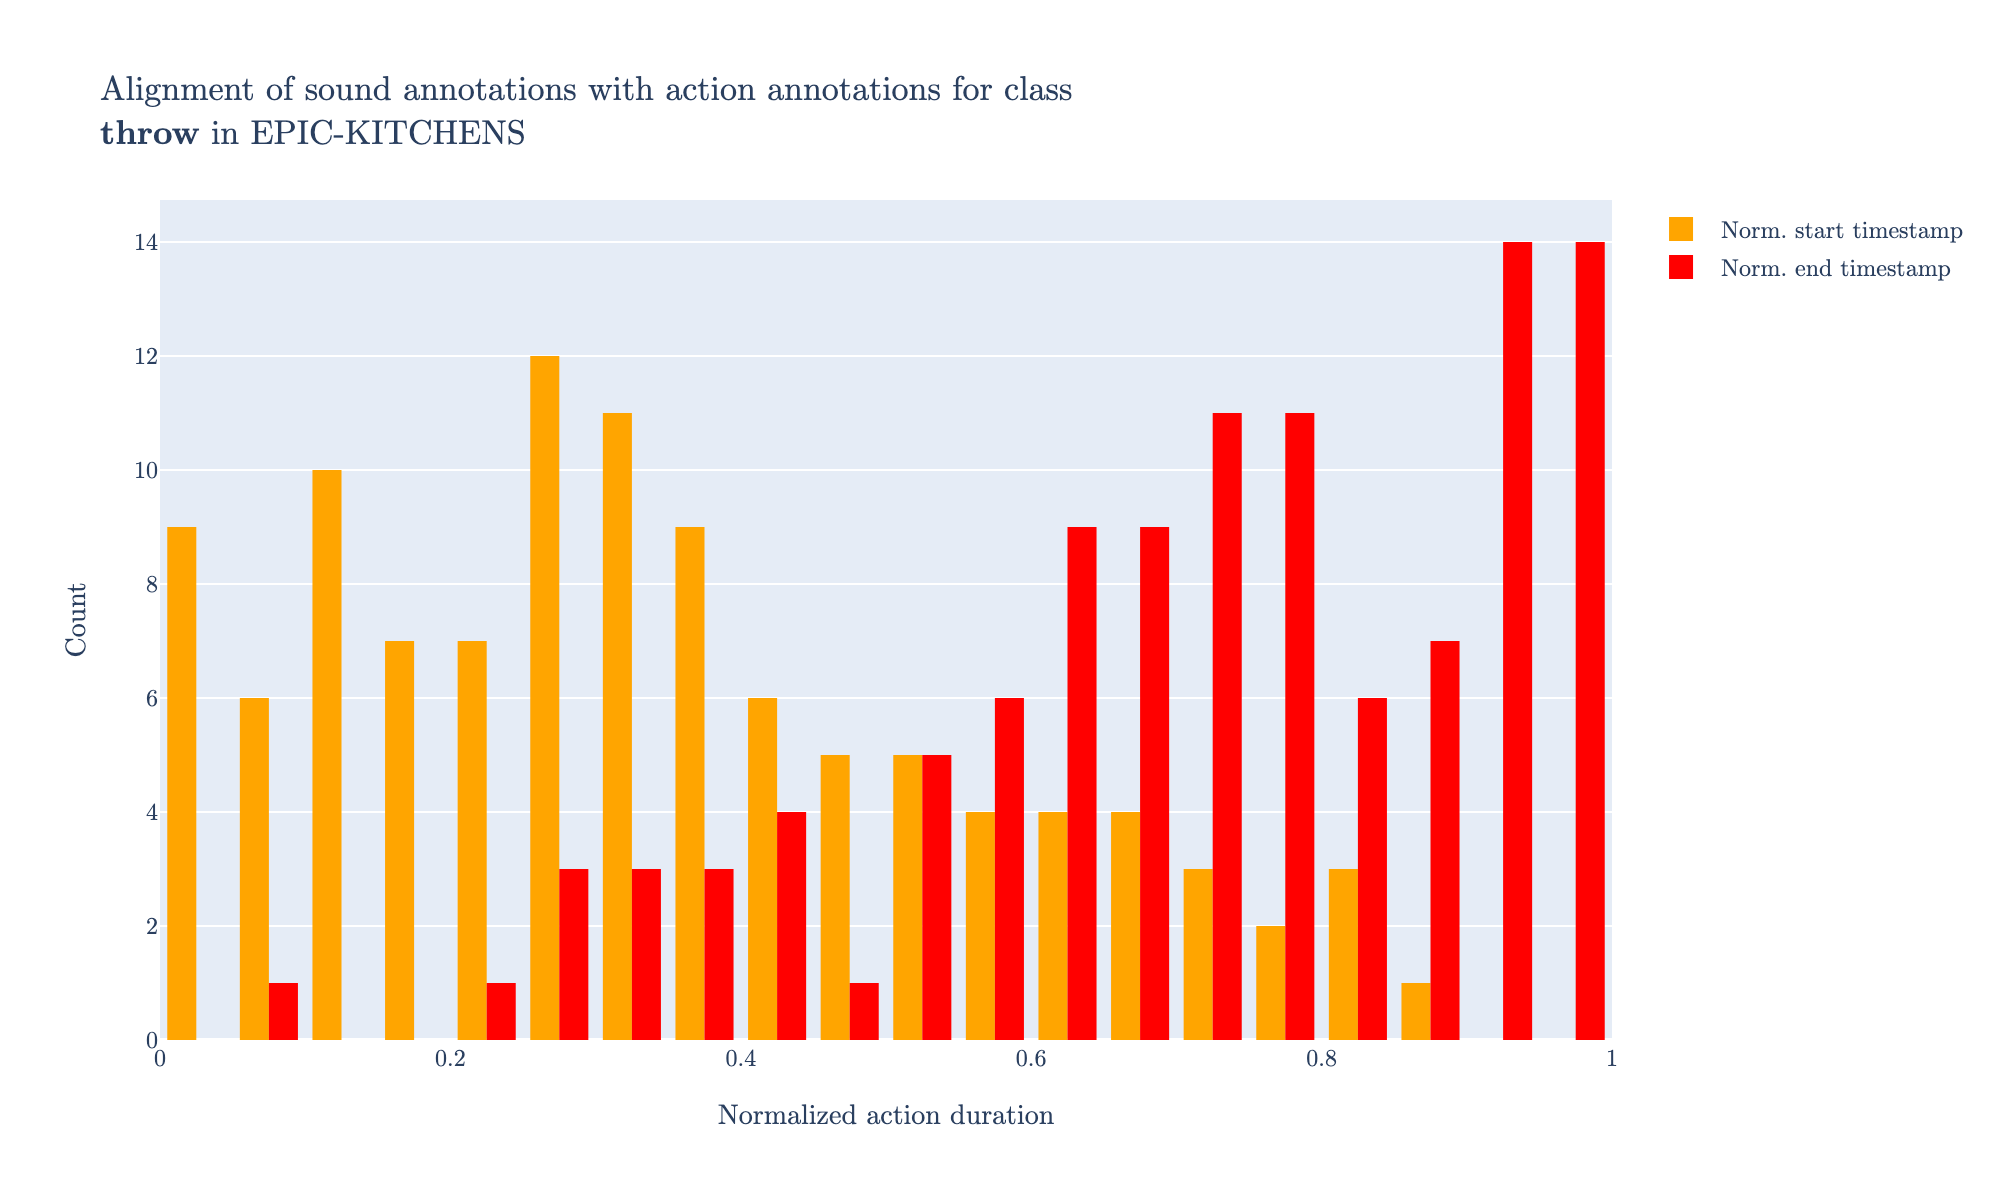 Alignment of sound annotations with action annotations for class
throw in EPIC-KITCHENS
Norm. start timestamp
Norm. end timestamp
14
12
10
8
6
4
2
0
Count
0 0.2 0.4 0.6 0.8 1
Normalized action duration